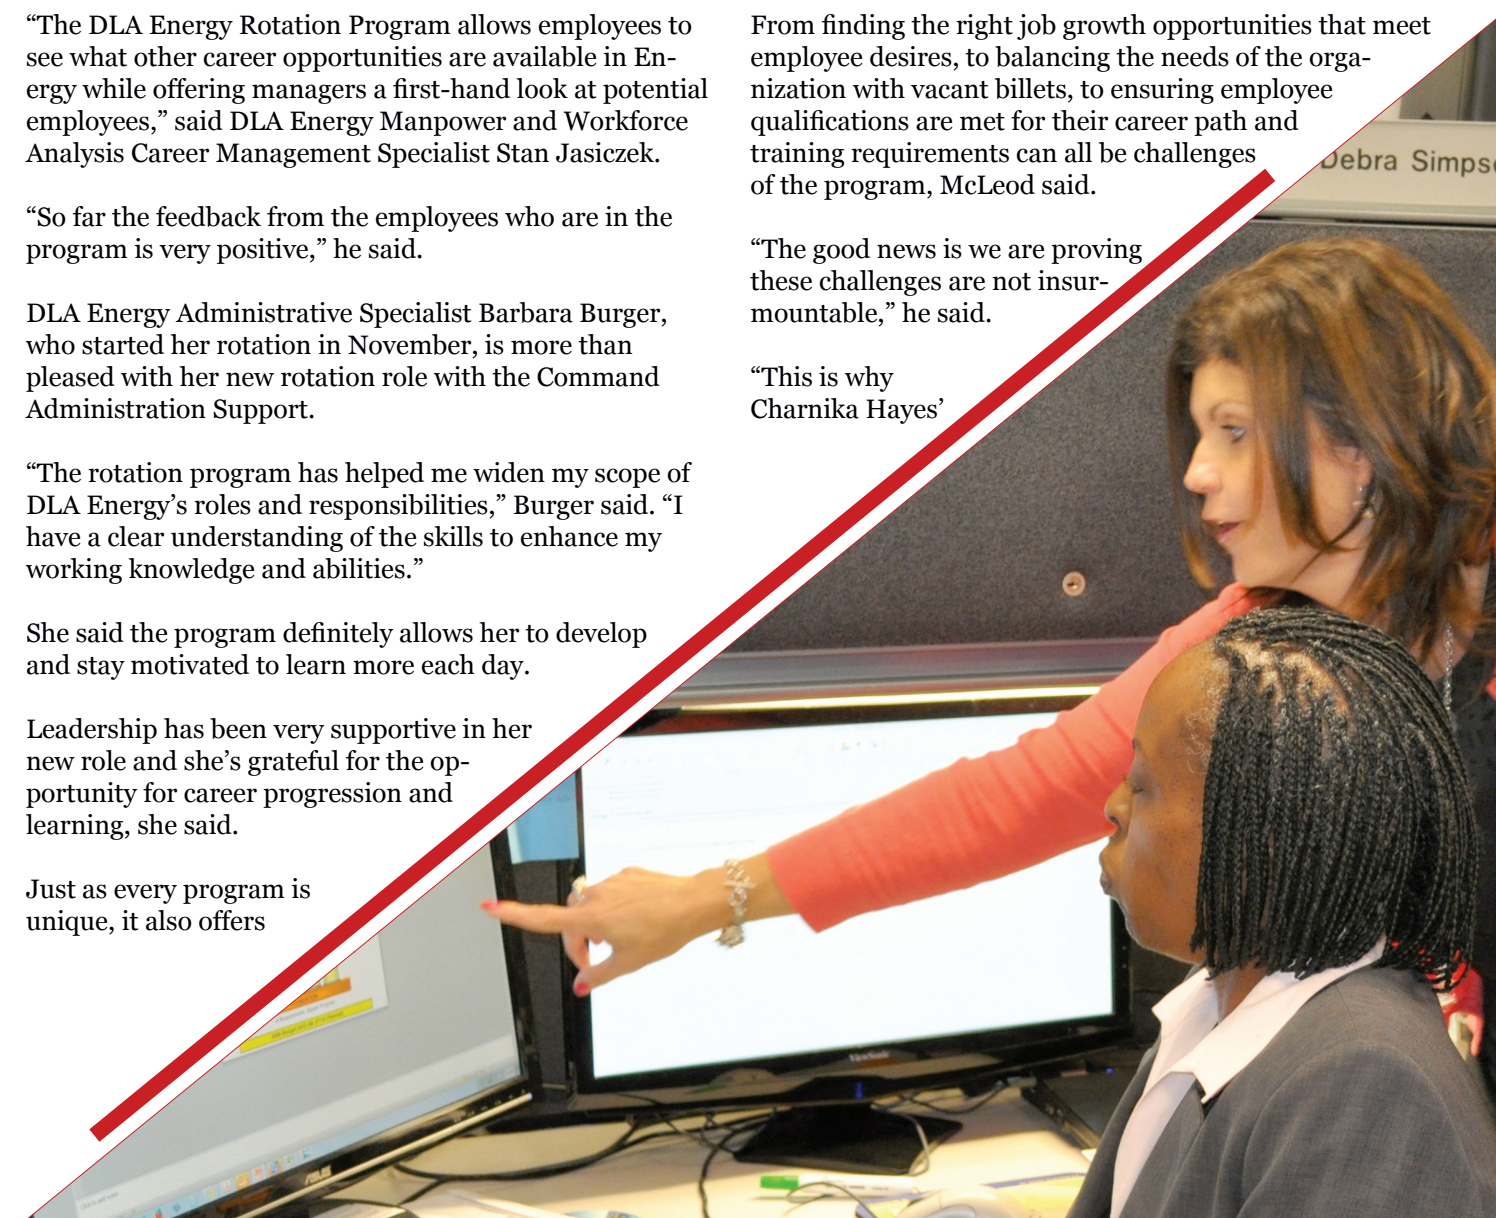 “The DLA Energy Rotation Program allows employees to
see what other career opportunities are available in En-
ergy while offering managers a first-hand look at potential
employees,” said DLA Energy Manpower and Workforce
Analysis Career Management Specialist Stan Jasiczek.
“So far the feedback from the employees who are in the
program is very positive,” he said.
DLA Energy Administrative Specialist Barbara Burger,
who started her rotation in November, is more than
pleased with her new rotation role with the Command
Administration Support.
“The rotation program has helped me widen my scope of
DLA Energy’s roles and responsibilities,” Burger said. “I
have a clear understanding of the skills to enhance my
working knowledge and abilities.”
She said the program definitely allows her to develop
and stay motivated to learn more each day.
Leadership has been very supportive in her
new role and she’s grateful for the op-
portunity for career progression and
learning, she said.
Just as every program is
unique, it also offers
From finding the right job growth opportunities that meet
employee desires, to balancing the needs of the orga-
nization with vacant billets, to ensuring employee
qualifications are met for their career path and
training requirements can all be challenges
of the program, McLeod said.
“The good news is we are proving
these challenges are not insur-
mountable,” he said.
“This is why
Charnika Hayes’
Debra Simps
ViewSonic
ASUS